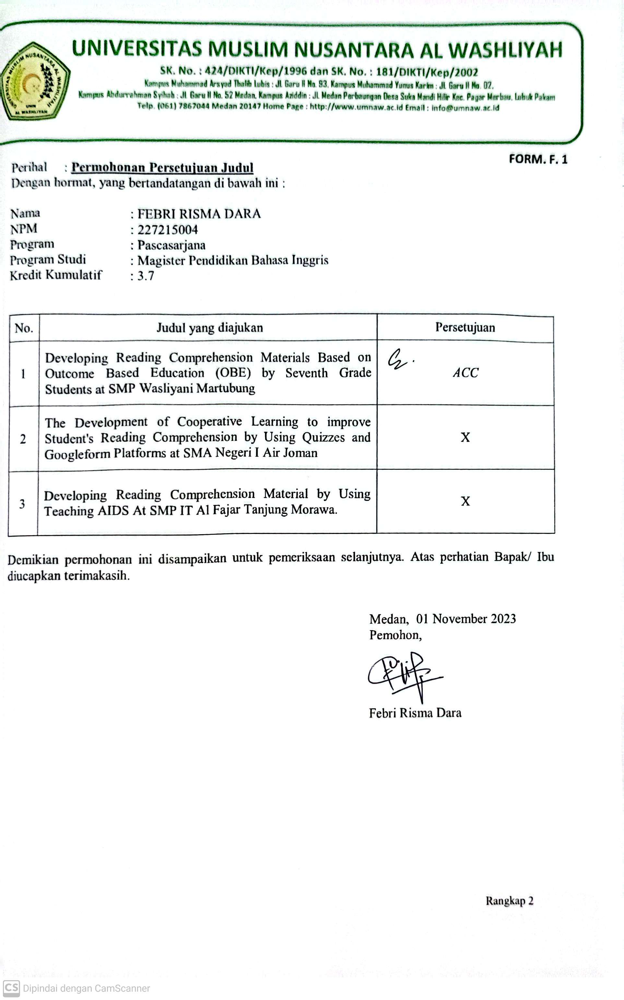 UNIVERSITAS MUSLIM NUSANTARA AL WASHLIYAH
UNIVERSITAS MUSLIM NUSANTARA AL WASHLIYAH
UMN
AL WASHLIYAH
SK. No. : 424/DIKTI/Kep/1996 dan SK. No. : 181/DIKTI/Kep/2002
Kampus Muhammad Arsyad Thalib Lubis : Jl. Garu II No. 93, Kampus Muhammad Yunus Karim : Jl. Garu II No. 02,
Kampus Abdurrahman Syihab : Jl. Garu II No. 52 Medan, Kampus Aziddin : Jl. Medan Perbaungan Desa Suka Mandi Hilir Kec. Pagar Merbau, Lubuk Pakam
Telp. (061) 7867044 Medan 20147 Home Page : http://www.umnaw.ac.id Email : info@umnaw.ac.id
FORM. F. 1
Perihal : Permohonan Persetujuan Judul
Dengan hormat, yang bertandatangan di bawah ini :
Nama : FEBRI RISMA DARA
NPM : 227215004
Program : Pascasarjana
Program Studi : Magister Pendidikan Bahasa Inggris
Kredit Kumulatif : 3.7
No. Judul yang diajukan Persetujuan
1 Developing Reading Comprehension Materials Based on
Outcome Based Education (OBE) by Seventh Grade
Students at SMP Wasliyani Martubung
ACC
2 The Development of Cooperative Learning to improve
Student's Reading Comprehension by Using Quizzes and
Googleform Platforms at SMA Negeri I Air Joman
X
3 Developing Reading Comprehension Material by Using
Teaching AIDS At SMP IT Al Fajar Tanjung Morawa.
X
Demikian permohonan ini disampaikan untuk pemeriksaan selanjutnya. Atas perhatian Bapak/ Ibu
diucapkan terimakasih.
Medan, 01 November 2023
Pemohon,
Febri Risma Dara
Rangkap 2
CS Dipindai dengan CamScanner